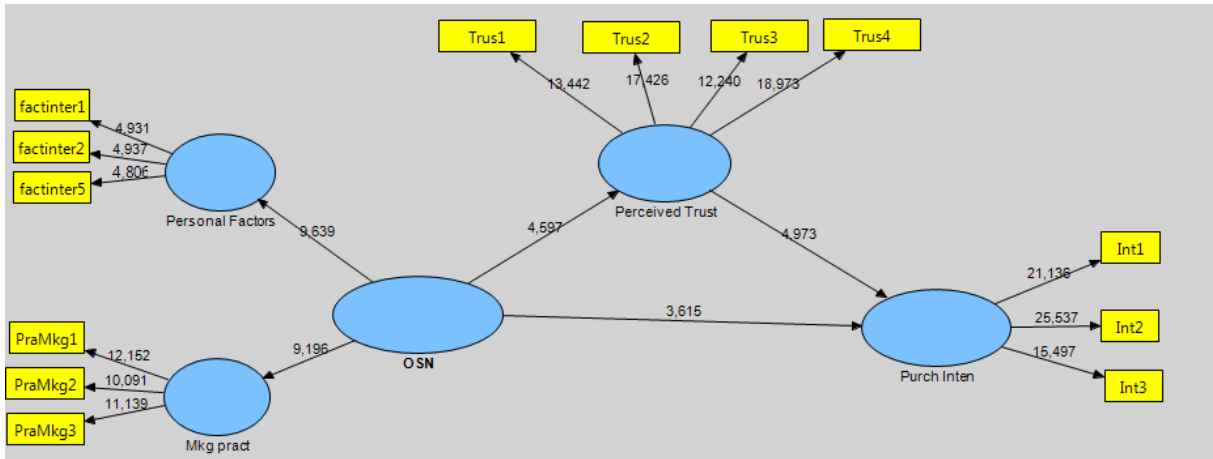 Trus1
Trus2
Trus3
Trus4
13,442
17,426
12,240
18,973
factinter1
4,931
factinter2
4,937
factinter5
4,806
Personal Factors
Perceived Trust
9,639
4,597
4,973
Int1
21,136
PraMkg1
12,152
9,196
OSN
3,615
25,537
Int2
15,497
Purch Inten
Int3
PraMkg2
10,091
11,139
PraMkg3
Mkg pract